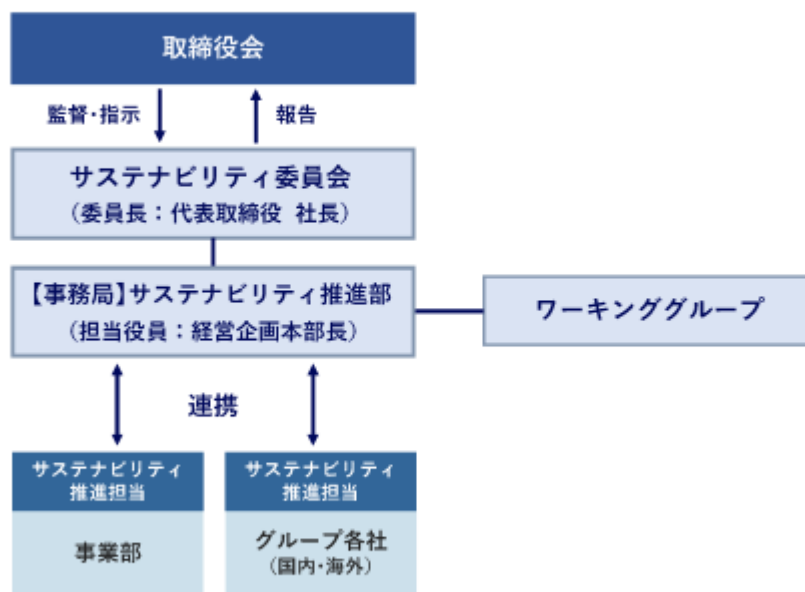 取締役会
監督・指示
報告
サステナビリティ委員会
（委員長：代表取締役 社長）
【事務局】サステナビリティ推進部
（担当役員：経営企画本部長）
ワーキンググループ
連携
サステナビリティ
推進担当
事業部
サステナビリティ
推進担当
グループ各社
（国内・海外）